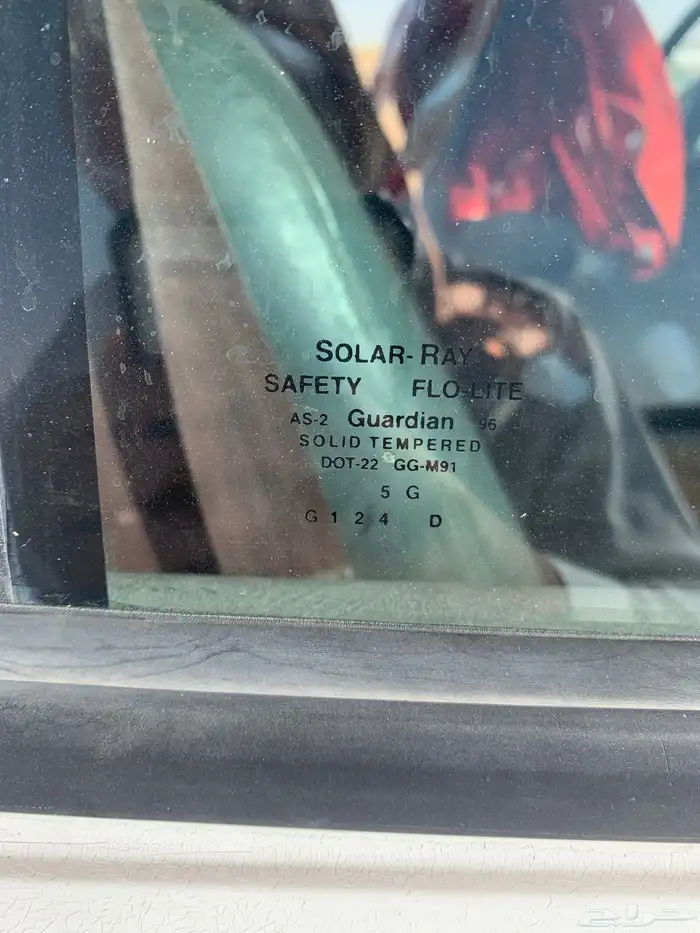 SOLAR-RAY
SAFETY FLO-LITE
AS-2 Guardian 96
SOLID TEMPERED
DOT-22 GG-M91
5 G
G 1 2 4 D
حراج